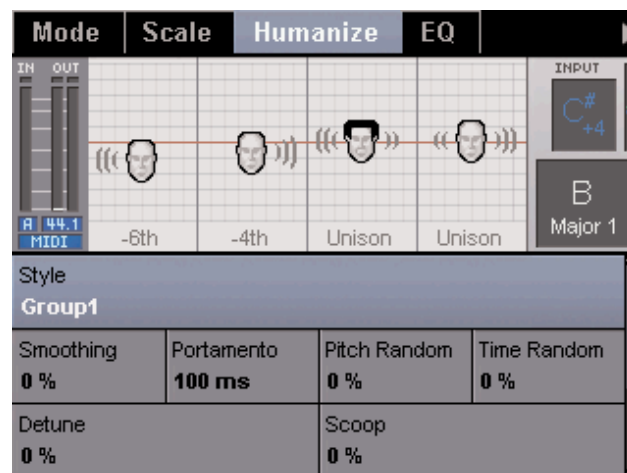 Mode Scale Humanize EQ
IN OUT
INPUT
C#
+4
A 44.1
MIDI
-6th -4th Unison Unison
B
Major 1
Style
Group1
Smoothing Portamento Pitch Random Time Random
0 % 100 ms 0 % 0 %
Detune Scoop
0 % 0 %